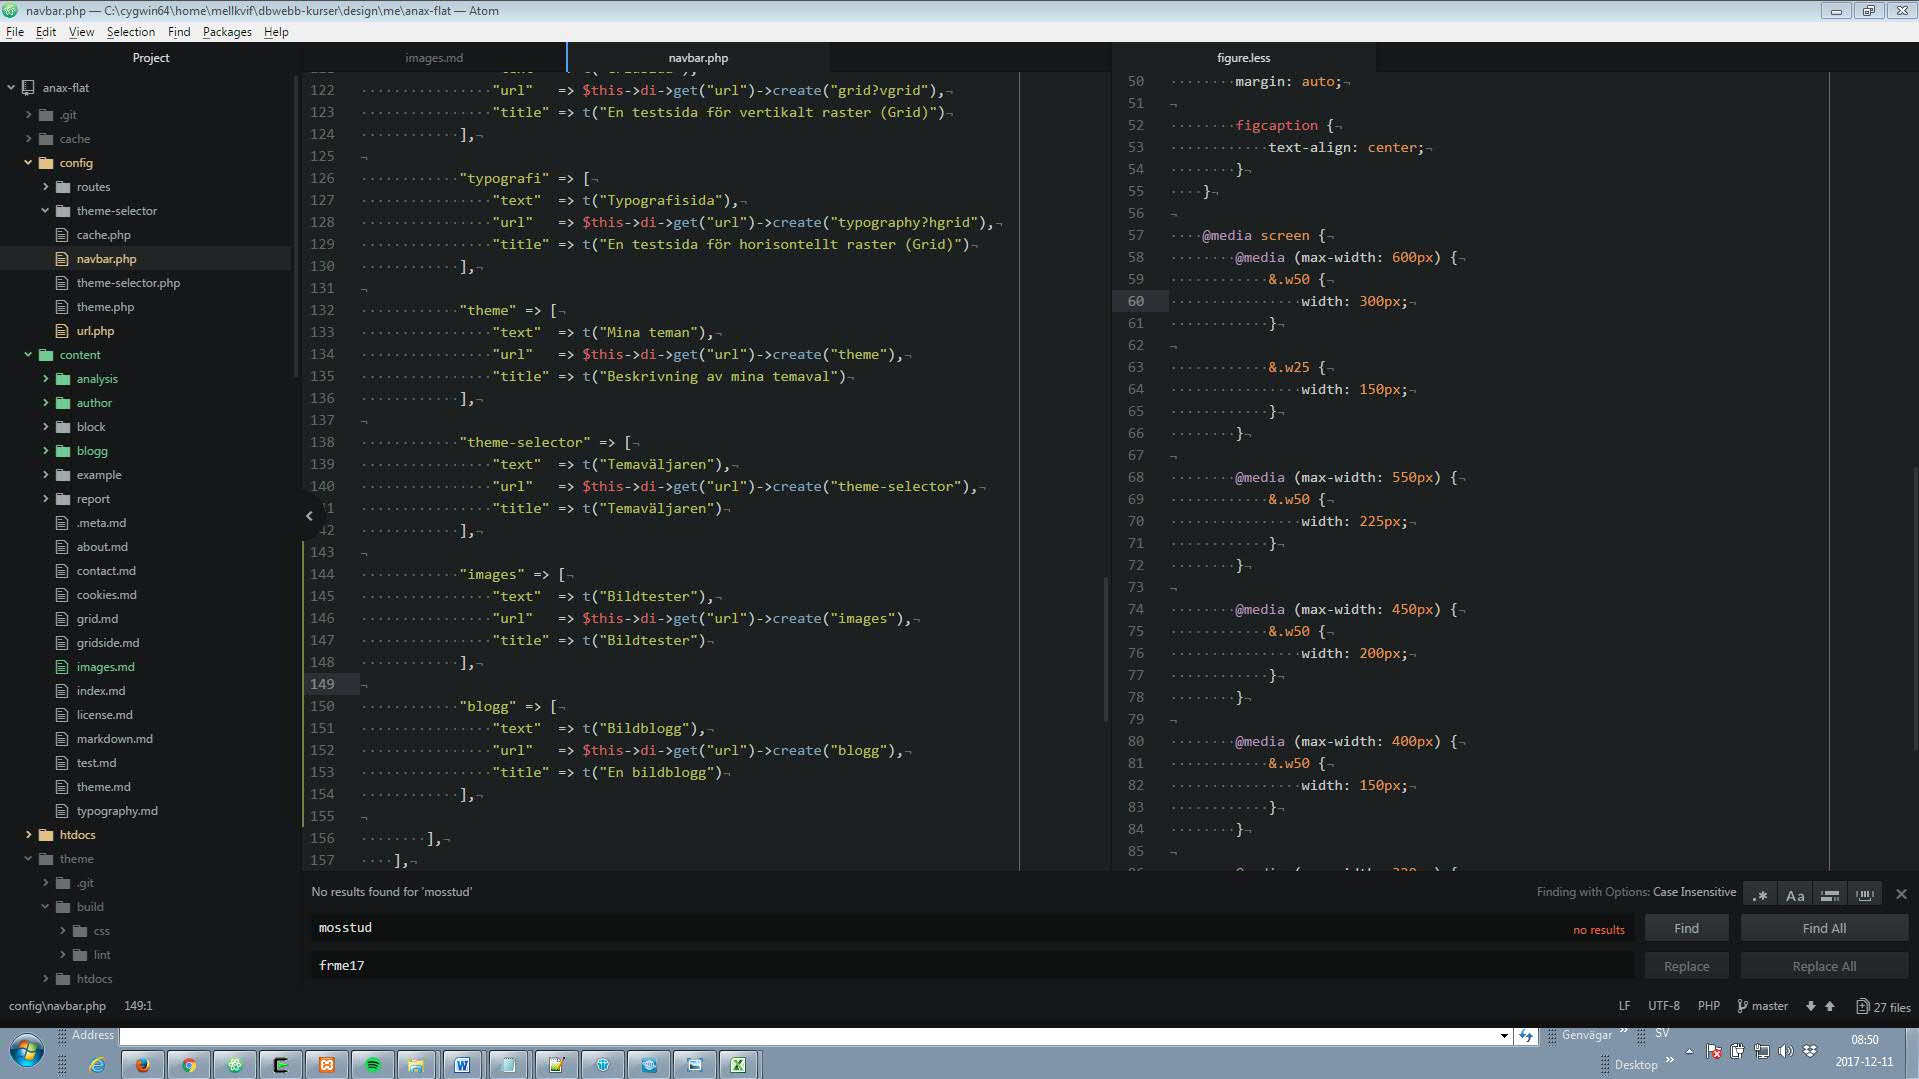 navbar.php — C:\cygwin64\home\mellkvif\dbwebb-kurser\design\me\anax-flat — Atom
File Edit View Selection Find Packages Help
Project
anax-flat
.git
cache
config
routes
theme-selector
cache.php
navbar.php
theme-selector.php
theme.php
url.php
content
analysis
author
block
blogg
example
report
.meta.md
about.md
contact.md
cookies.md
grid.md
gridside.md
images.md
index.md
license.md
markdown.md
test.md
theme.md
typography.md
htdocs
theme
.git
build
css
lint
htdocs
images.md
navbar.php
122 "url" => $this->di->get("url")->create("grid?vgrid"),
123 "title" => t("En testsida för vertikalt raster (Grid)")
124 ],
125
126 "typografi" => [
127 "text" => t("Typografisida"),
128 "url" => $this->di->get("url")->create("typography?hgrid"),
129 "title" => t("En testsida för horisontellt raster (Grid)")
130 ],
131
132 "theme" => [
133 "text" => t("Mina teman"),
134 "url" => $this->di->get("url")->create("theme"),
135 "title" => t("Beskrivning av mina temaval")
136 ],
137
138 "theme-selector" => [
139 "text" => t("Temaväljaren"),
140 "url" => $this->di->get("url")->create("theme-selector"),
41 "title" => t("Temaväljaren")
42 ],
143
144 "images" => [
145 "text" => t("Bildtester"),
146 "url" => $this->di->get("url")->create("images"),
147 "title" => t("Bildtester")
148 ],
149
150 "blogg" => [
151 "text" => t("Bildblogg"),
152 "url" => $this->di->get("url")->create("blogg"),
153 "title" => t("En bildblogg")
154 ],
155
156 ],
157 ],
figure.less
50 margin: auto;
51
52 figcaption {
53 text-align: center;
54 }
55 }
56
57 @media screen {
58 @media (max-width: 600px) {
59 &.w50 {
60 width: 300px;
61 }
62
63 &.w25 {
64 width: 150px;
65 }
66 }
67
68 @media (max-width: 550px) {
69 &.w50 {
70 width: 225px;
71 }
72 }
73
74 @media (max-width: 450px) {
75 &.w50 {
76 width: 200px;
77 }
78 }
79
80 @media (max-width: 400px) {
81 &.w50 {
82 width: 150px;
83 }
84 }
85
No results found for 'mosstud'
Finding with Options: Case Insensitive .* Aa
mosstud no results Find Find All
frme17 Replace Replace All
config\navbar.php 149:1 LF UTF-8 PHP master 27 files
Address Genvägar » SV
Desktop »
08:50
2017-12-11